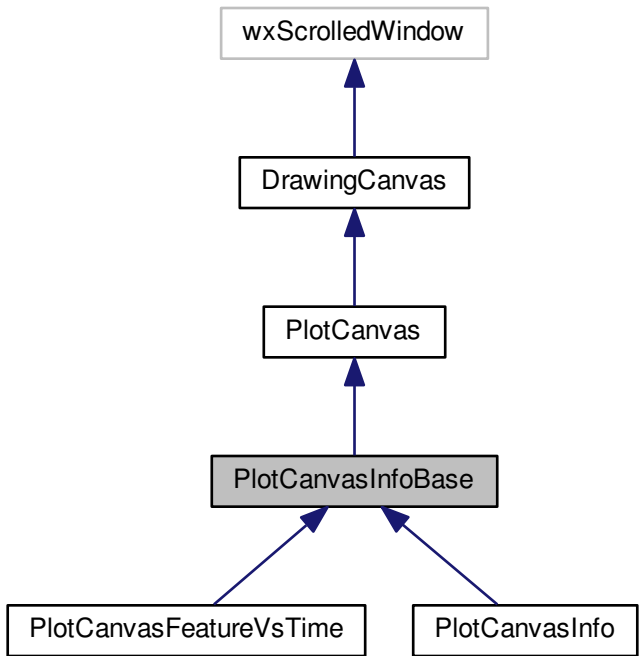 wxScrolledWindow
DrawingCanvas
PlotCanvas
PlotCanvasInfoBase
PlotCanvasFeatureVsTime
PlotCanvasInfo